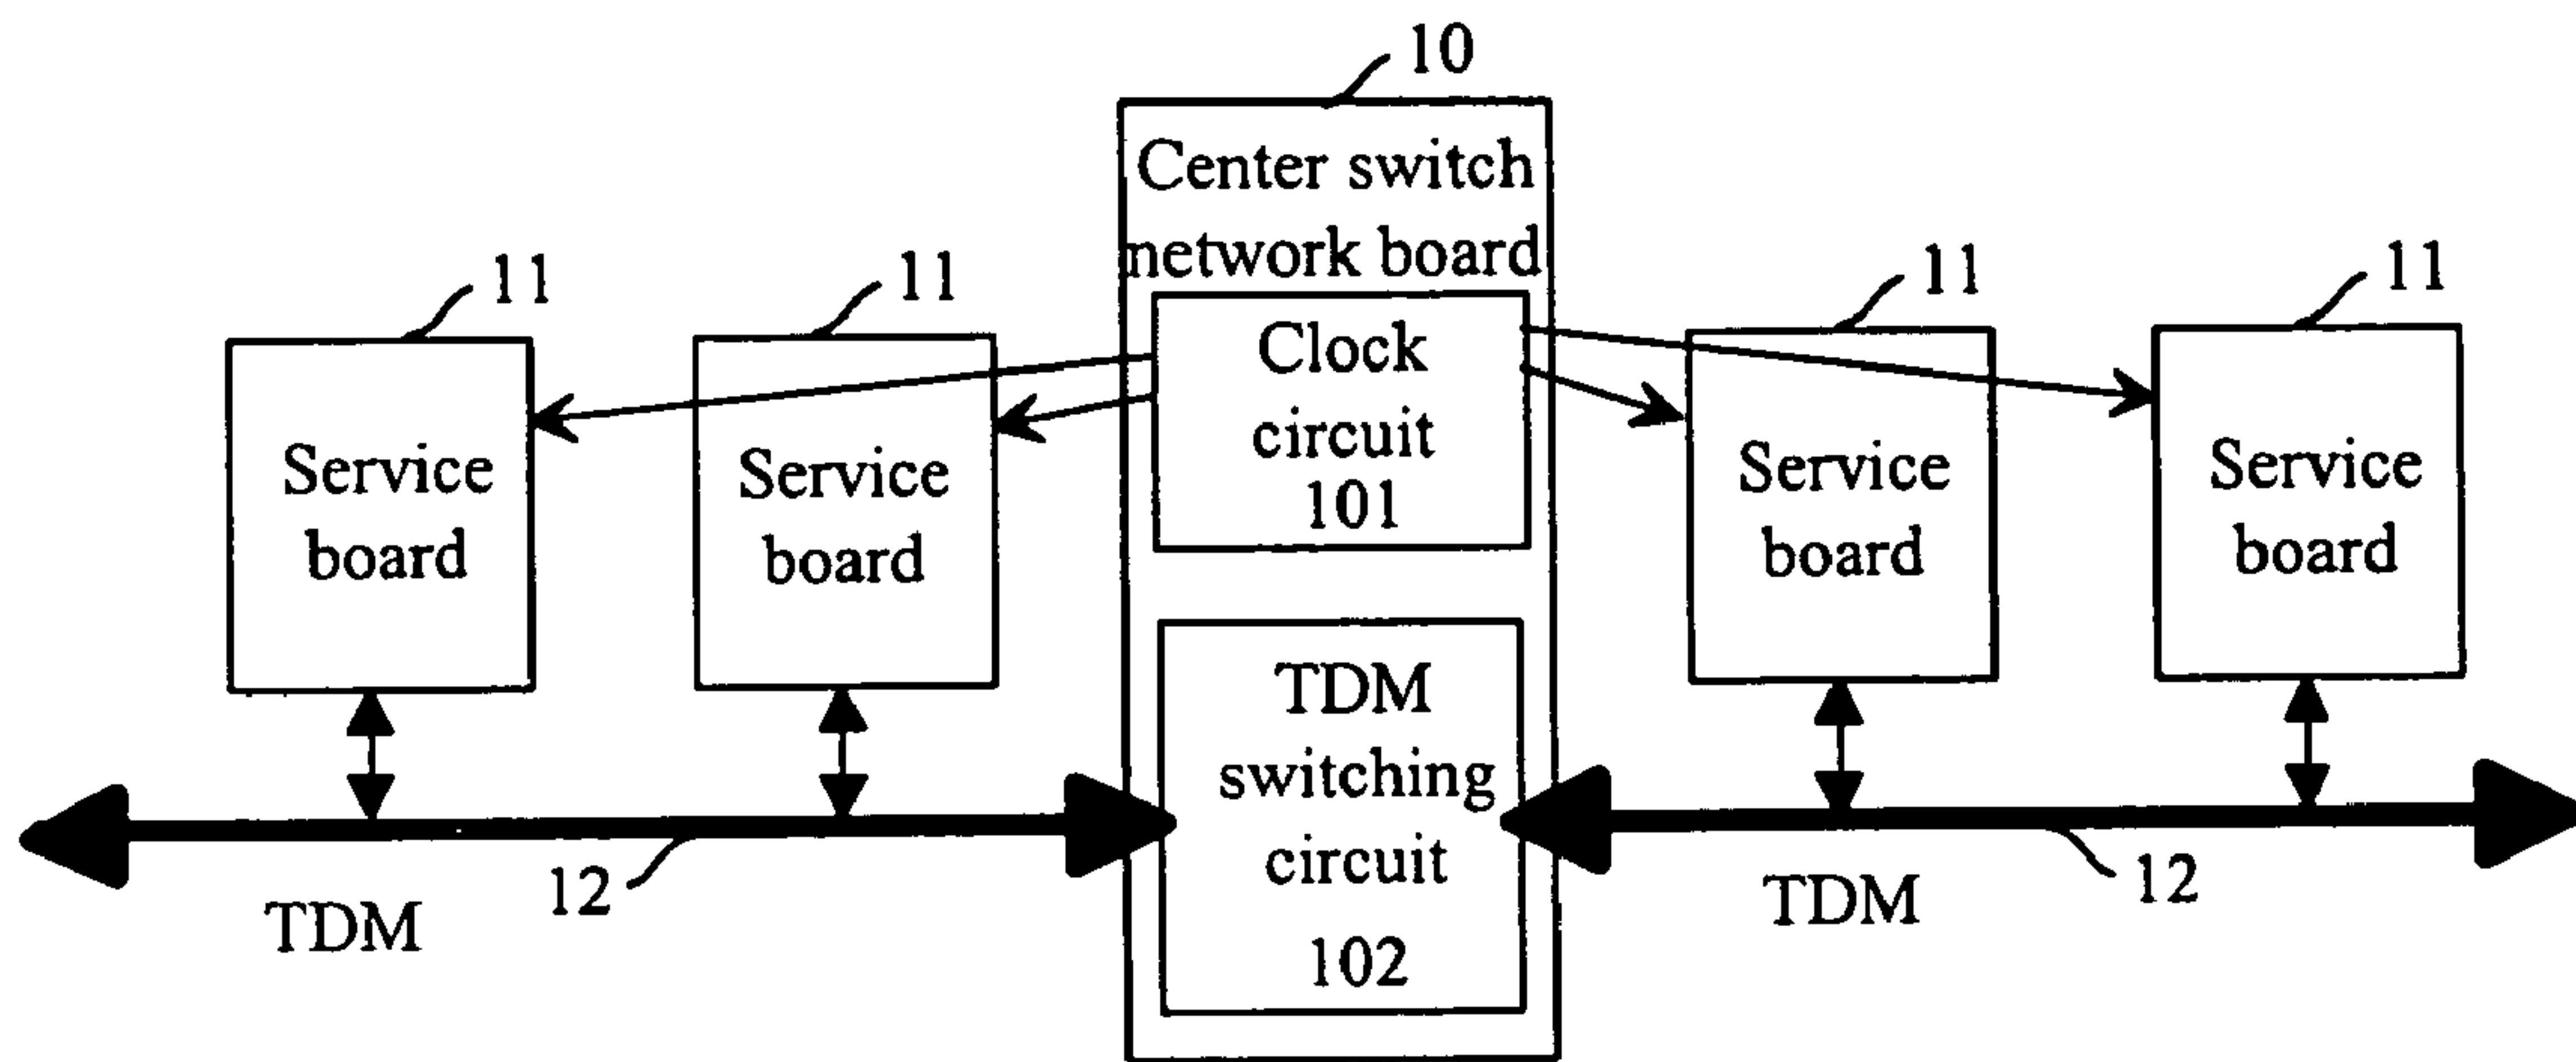 10
Center switch
network board
11
11
11
11
Clock
circuit
101
Service
board
Service
board
Service
board
Service
board
TDM
switching
circuit
102
12
12
TDM
TDM